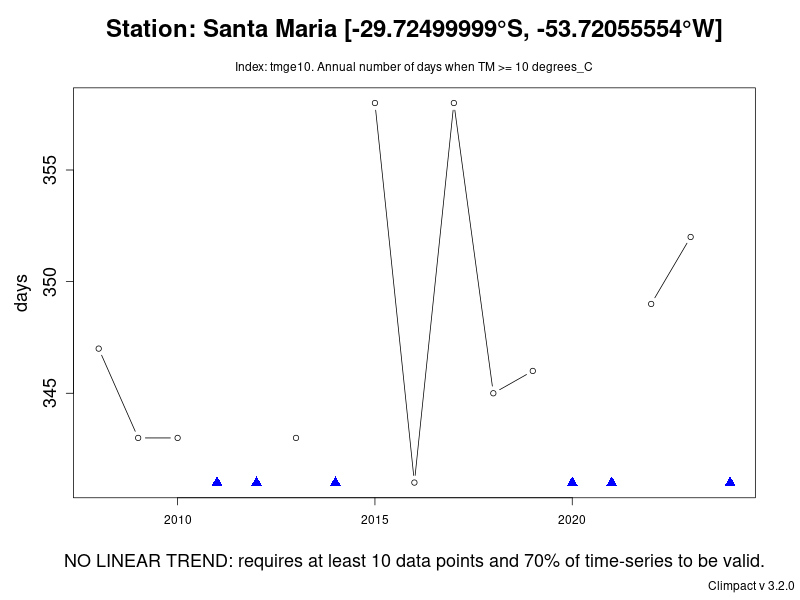 Station: Santa Maria [-29.72499999°S, -53.72055554°W]
Index: tmge10. Annual number of days when TM >= 10 degrees_C
355
350
345
days
2010 2015 2020
NO LINEAR TREND: requires at least 10 data points and 70% of time-series to be valid.
Climpact v 3.2.0